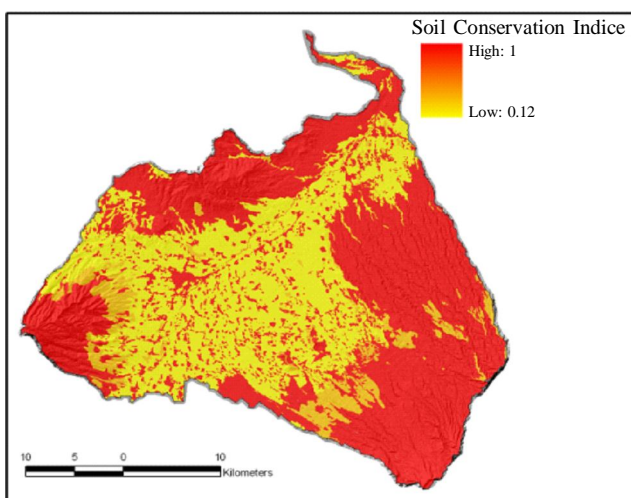 Soil Conservation Indice
High: 1
Low: 0.12
10 5 0 10
Kilometers